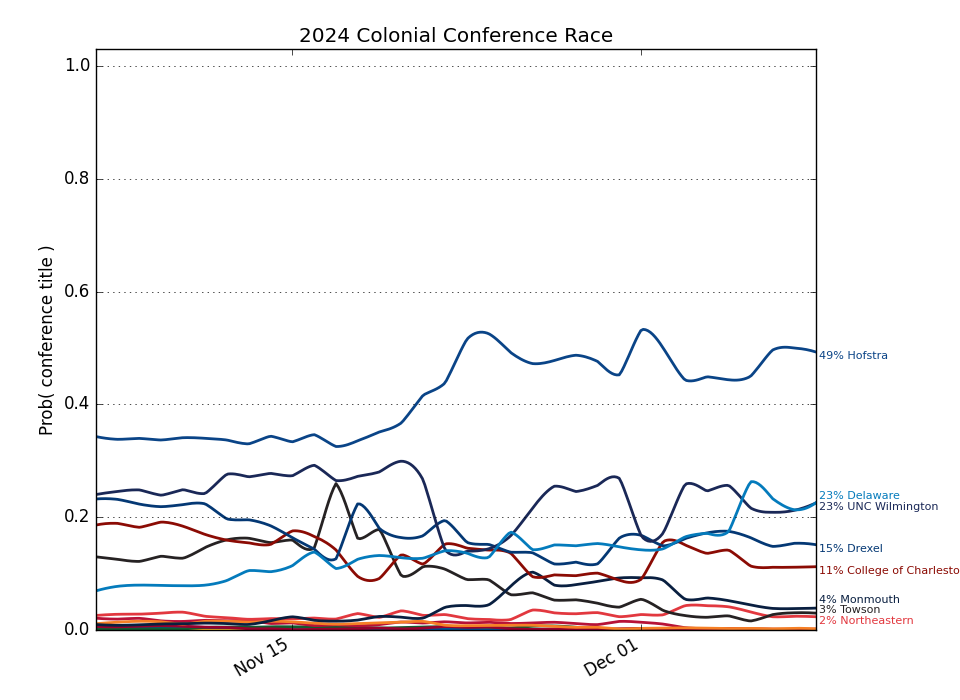 2024 Colonial Conference Race
1.0
0.8
0.6
0.4
0.2
0.0
Prob( conference title )
Nov 15
Dec 01
49% Hofstra
23% Delaware
23% UNC Wilmington
15% Drexel
11% College of Charlesto
4% Monmouth
3% Towson
2% Northeastern